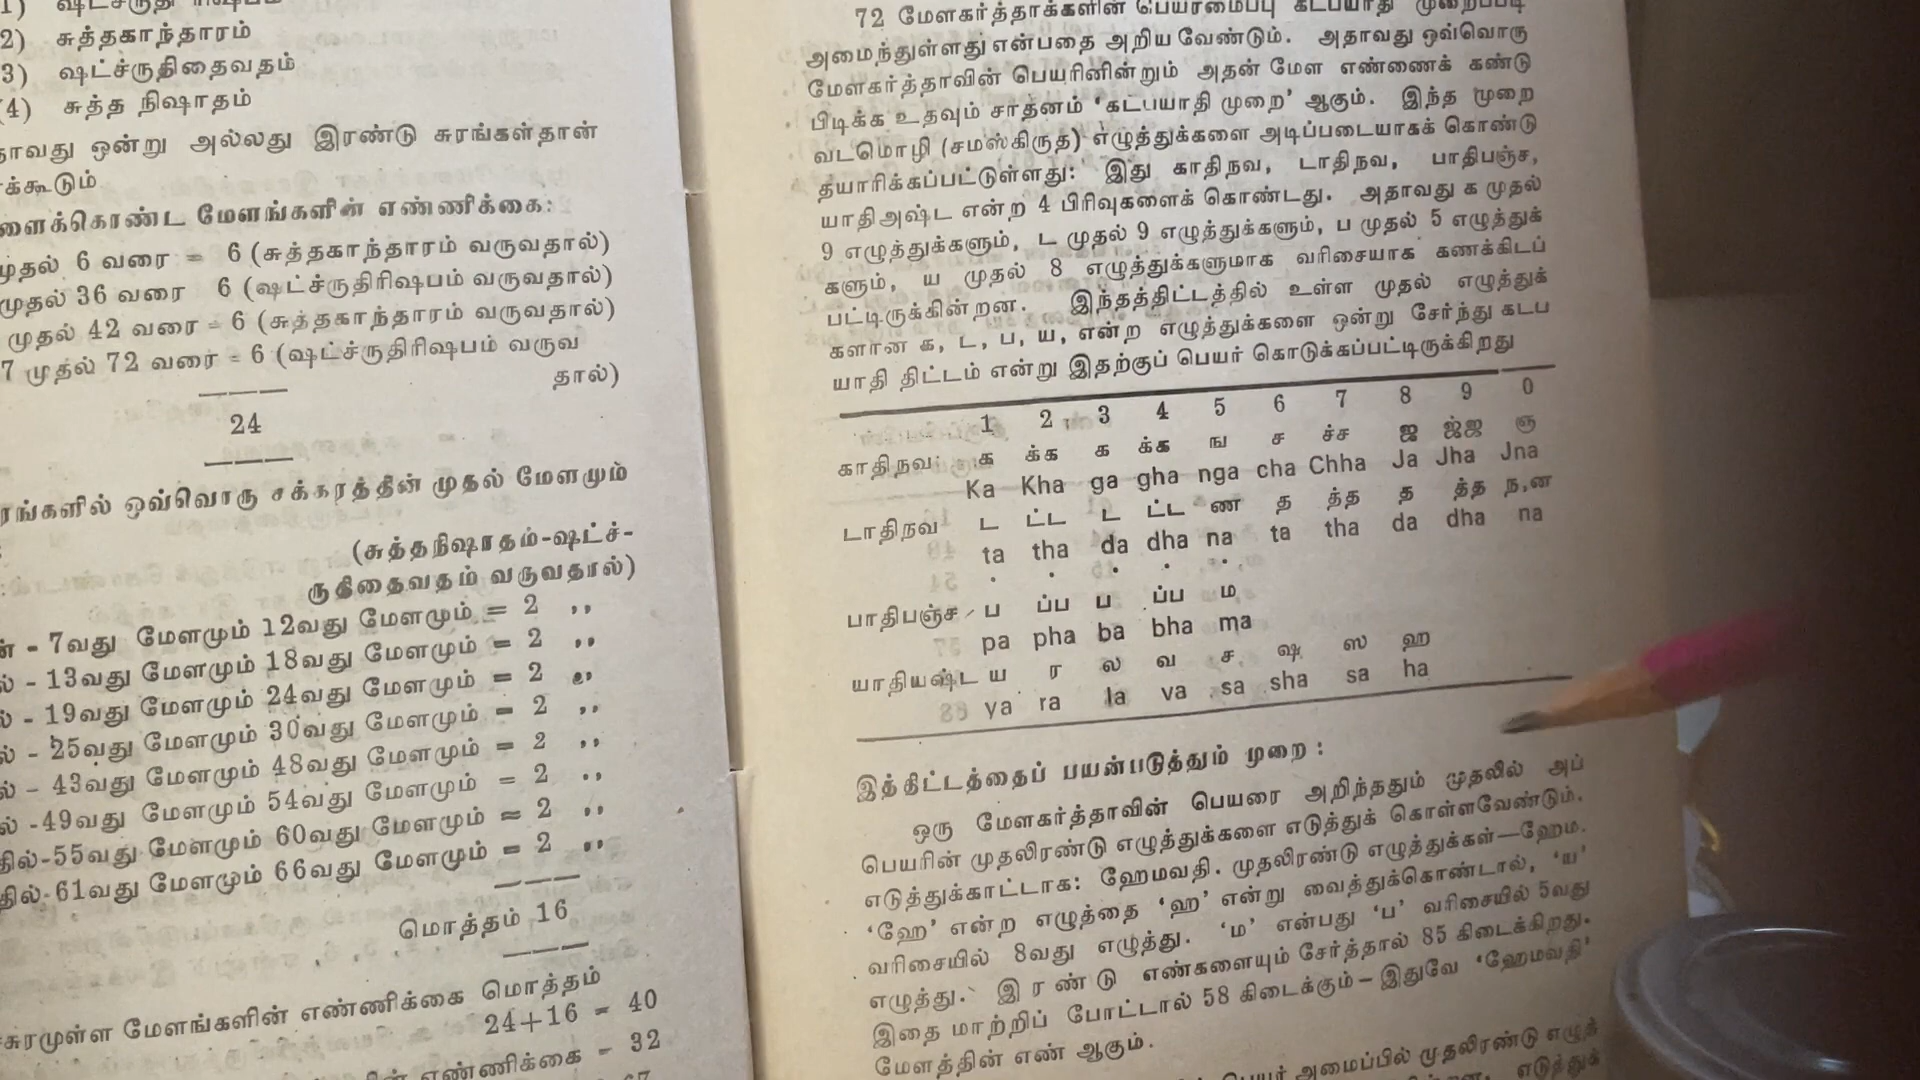 2) சுத்தகாந்தாரம்
3) ஷட்ச்ருதிதைவதம்
4) சுத்த நிஷாதம்
ஒன்று அல்லது இரண்டு சுரங்கள்தான்
க்கூடும்
ளைக்கொண்ட மேளங்களின் எண்ணிக்கை:
முதல் 6 வரை = 6 (சுத்தகாந்தாரம் வருவதால்)
முதல் 36 வரை 6 (ஷட்ச்ருதிரிஷபம் வருவதால்)
முதல் 42 வரை = 6 (சுத்தகாந்தாரம் வருவதால்)
7 முதல் 72 வரை = 6 (ஷட்ச்ருதிரிஷபம் வருவ
தால்)
24
ரங்களில் ஒவ்வொரு சக்கரத்தின் முதல் மேளமும்
(சுத்தநிஷாதம்-ஷட்ச்-
ருதிதைவதம் வருவதால்)
ன் - 7வது மேளமும் 12வது மேளமும் = 2 ,,
ல் - 13வது மேளமும் 18வது மேளமும் = 2 ,,
ல் - 19வது மேளமும் 24வது மேளமும் = 2 ,,
ல் - 25வது மேளமும் 30வது மேளமும் = 2 ,,
ல் - 43வது மேளமும் 48வது மேளமும் = 2 ,,
ல் -49வது மேளமும் 54வது மேளமும் = 2 ,,
தில்-55வது மேளமும் 60வது மேளமும் = 2 ,,
தில்-61வது மேளமும் 66வது மேளமும் = 2 ,,
மொத்தம் 16
சுரமுள்ள மேளங்களின் எண்ணிக்கை மொத்தம்
24+16 = 40
எண்ணிக்கை - 32
72 மேளகர்த்தாக்களின் பெயரமைப்பு கடபயாதி முறைப்படி
அமைந்துள்ளது என்பதை அறிய வேண்டும். அதாவது ஒவ்வொரு
மேளகர்த்தாவின் பெயரினின்றும் அதன் மேள எண்ணைக் கண்டு
பிடிக்க உதவும் சாதனம் ‘கட்பயாதி முறை’ ஆகும். இந்த முறை
வடமொழி (சமஸ்கிருத) எழுத்துக்களை அடிப்படையாகக் கொண்டு
தயாரிக்கப்பட்டுள்ளது: இது காதிநவ, டாதிநவ, பாதிபஞ்ச,
யாதிஅஷ்ட என்ற 4 பிரிவுகளைக் கொண்டது. அதாவது க முதல்
9 எழுத்துக்களும், ட முதல் 9 எழுத்துக்களும், ப முதல் 5 எழுத்துக்
களும், ய முதல் 8 எழுத்துக்களுமாக வரிசையாக கணக்கிடப்
பட்டிருக்கின்றன. இந்தத்திட்டத்தில் உள்ள முதல் எழுத்துக்
களான க, ட, ப, ய, என்ற எழுத்துக்களை ஒன்று சேர்ந்து கடப
யாதி திட்டம் என்று இதற்குப் பெயர் கொடுக்கப்பட்டிருக்கிறது
1 2 3 4 5 6 7 8 9 0
காதிநவ க க்க க க்க ங ச ச்ச ஜ ஜ்ஜ ஞ
Ka Kha ga gha nga cha Chha Ja Jha Jna
டாதிநவ ட ட்ட ட ட்ட ண த த்த த த்த ந,ன
ta tha da dha na ta tha da dha na
பாதிபஞ்ச ப ப்ப ப ப்ப ம
pa pha ba bha ma
யாதியஷ்ட ய ர ல வ ச ஷ ஸ ஹ
ya ra la va sa sha sa ha
இத்திட்டத்தைப் பயன்படுத்தும் முறை :
ஒரு மேளகர்த்தாவின் பெயரை அறிந்ததும் முதலில் அப்
பெயரின் முதலிரண்டு எழுத்துக்களை எடுத்துக் கொள்ளவேண்டும்.
எடுத்துக்காட்டாக: ஹேமவதி. முதலிரண்டு எழுத்துக்கள்—ஹேம.
‘ஹே’ என்ற எழுத்தை ‘ஹ’ என்று வைத்துக்கொண்டால், ‘ய’
வரிசையில் 8வது எழுத்து. ‘ம’ என்பது ‘ப’ வரிசையில் 5வது
எழுத்து. இரண்டு எண்களையும் சேர்த்தால் 85 கிடைக்கிறது.
இதை மாற்றிப் போட்டால் 58 கிடைக்கும் – இதுவே ‘ஹேமவதி’
மேளத்தின் எண் ஆகும்.
அமைப்பில் முதலிரண்டு எழுத்
எடுத்துக்